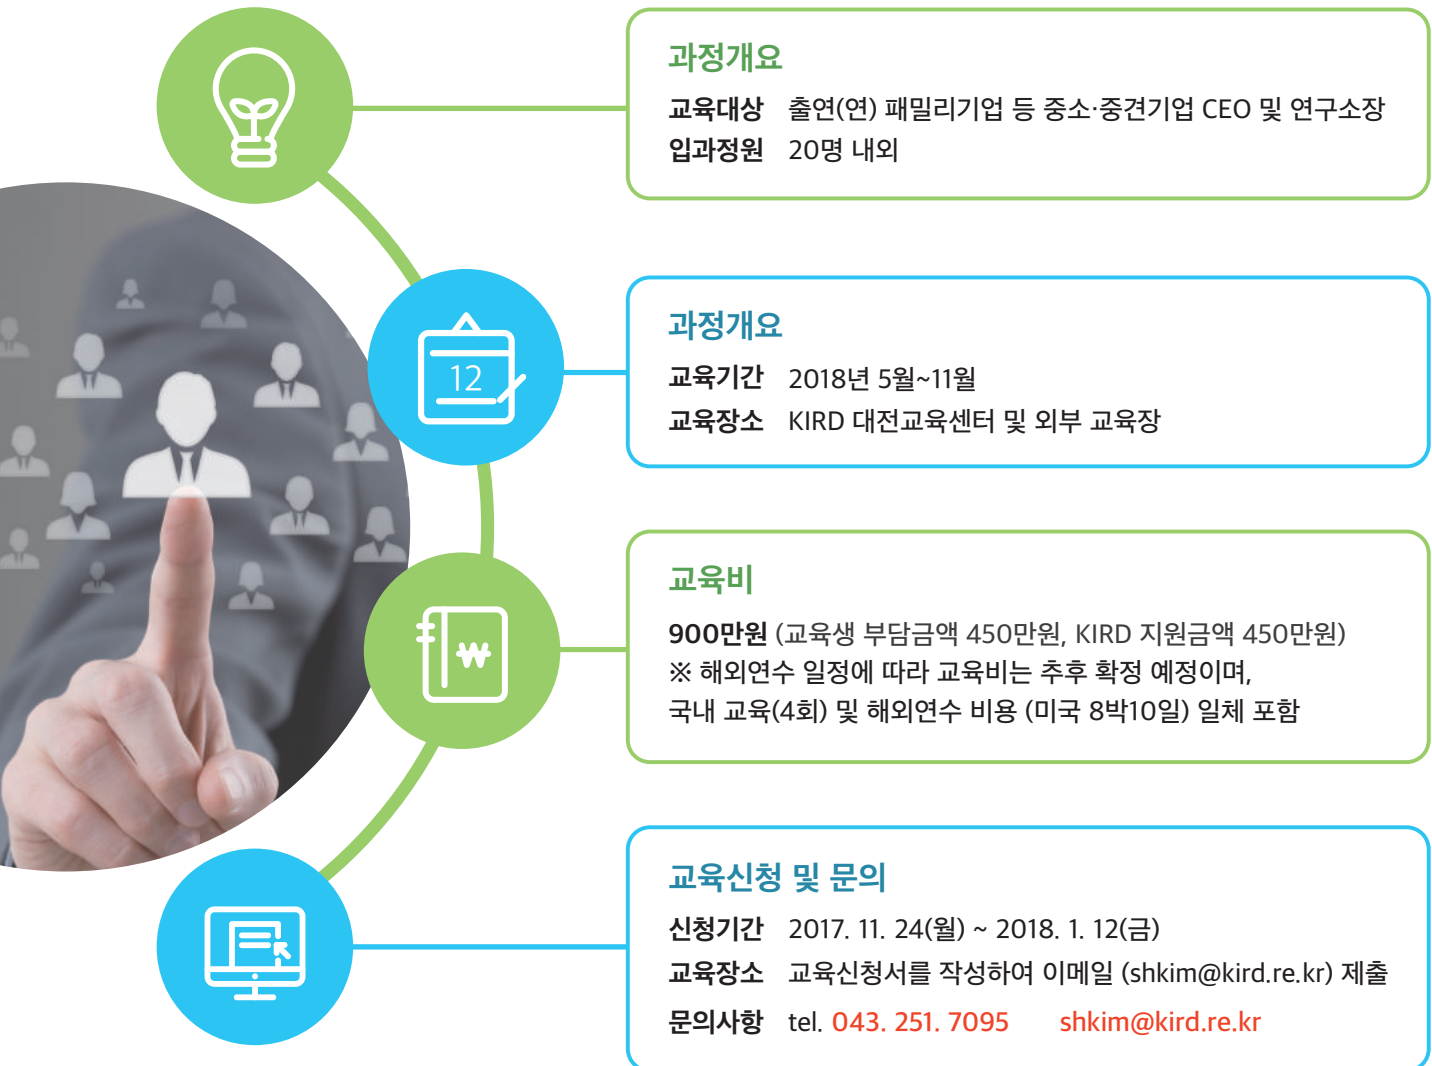 과정개요
교육대상 출연(연) 패밀리기업 등 중소·중견기업 CEO 및 연구소장
입과정원 20명 내외
12
과정개요
교육기간 2018년 5월~11월
교육장소 KIRD 대전교육센터 및 외부 교육장
₩
교육비
900만원 (교육생 부담금액 450만원, KIRD 지원금액 450만원)
※ 해외연수 일정에 따라 교육비는 추후 확정 예정이며,
국내 교육(4회) 및 해외연수 비용 (미국 8박10일) 일체 포함
교육신청 및 문의
신청기간 2017. 11. 24(월) ~ 2018. 1. 12(금)
교육장소 교육신청서를 작성하여 이메일 (shkim@kird.re.kr) 제출
문의사항 tel. 043. 251. 7095 shkim@kird.re.kr